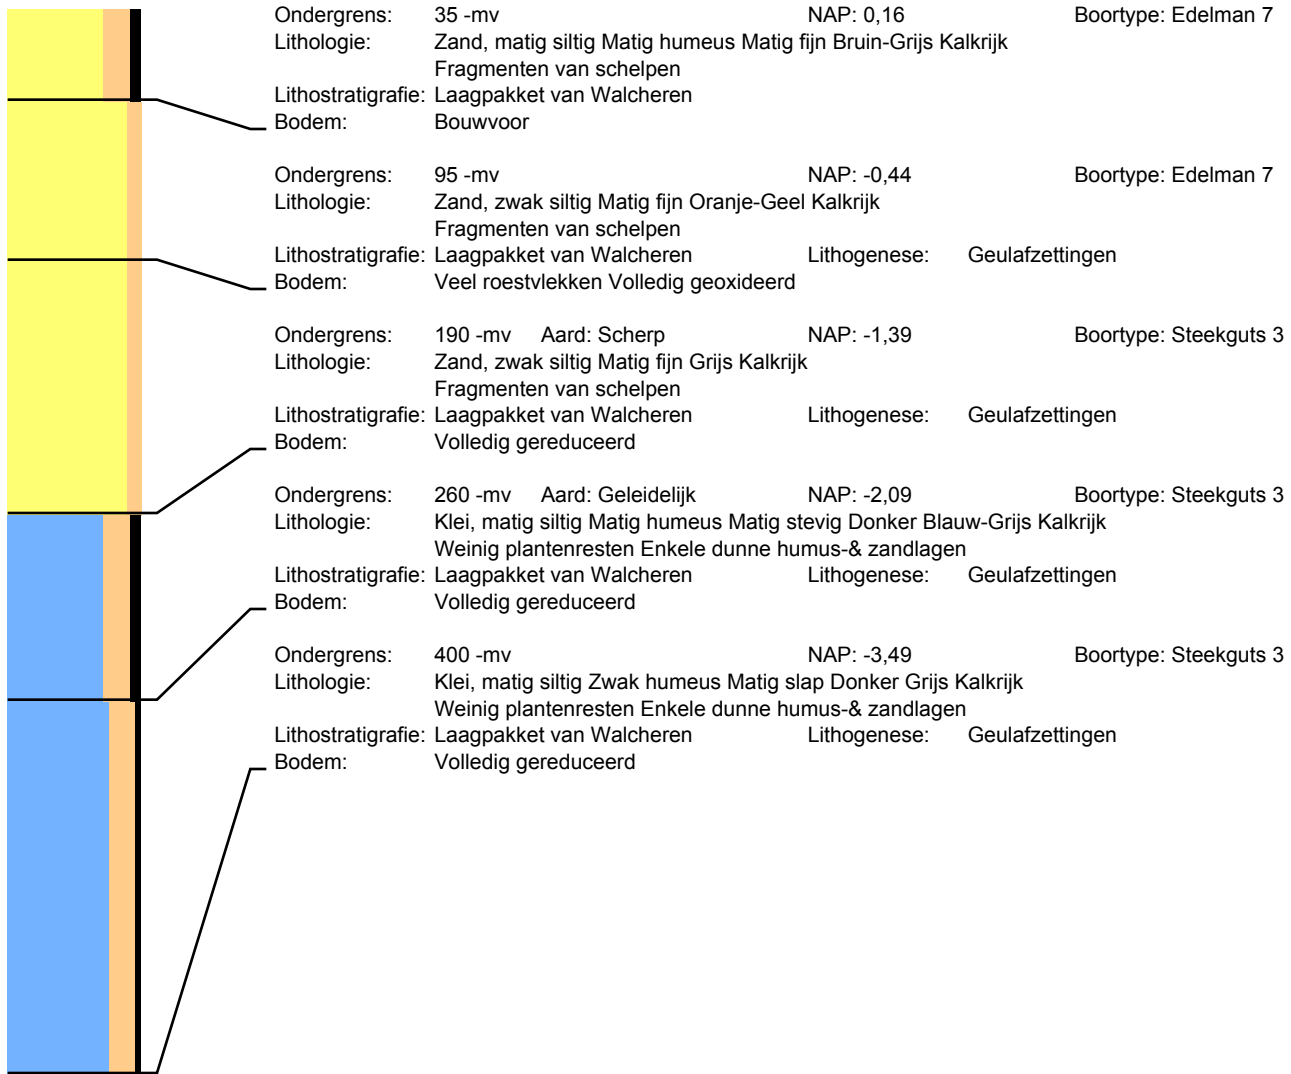 Ondergrens: 35 -mv NAP: 0,16 Boortype: Edelman 7
Lithologie: Zand, matig siltig Matig humeus Matig fijn Bruin-Grijs Kalkrijk
Fragmenten van schelpen
Lithostratigrafie: Laagpakket van Walcheren
Bodem: Bouwvoor
Ondergrens: 95 -mv NAP: -0,44 Boortype: Edelman 7
Lithologie: Zand, zwak siltig Matig fijn Oranje-Geel Kalkrijk
Fragmenten van schelpen
Lithostratigrafie: Laagpakket van Walcheren Lithogenese: Geulafzettingen
Bodem: Veel roestvlekken Volledig geoxideerd
Ondergrens: 190 -mv Aard: Scherp NAP: -1,39 Boortype: Steekguts 3
Lithologie: Zand, zwak siltig Matig fijn Grijs Kalkrijk
Fragmenten van schelpen
Lithostratigrafie: Laagpakket van Walcheren Lithogenese: Geulafzettingen
Bodem: Volledig gereduceerd
Ondergrens: 260 -mv Aard: Geleidelijk NAP: -2,09 Boortype: Steekguts 3
Lithologie: Klei, matig siltig Matig humeus Matig stevig Donker Blauw-Grijs Kalkrijk
Weinig plantenresten Enkele dunne humus-& zandlagen
Lithostratigrafie: Laagpakket van Walcheren Lithogenese: Geulafzettingen
Bodem: Volledig gereduceerd
Ondergrens: 400 -mv NAP: -3,49 Boortype: Steekguts 3
Lithologie: Klei, matig siltig Zwak humeus Matig slap Donker Grijs Kalkrijk
Weinig plantenresten Enkele dunne humus-& zandlagen
Lithostratigrafie: Laagpakket van Walcheren Lithogenese: Geulafzettingen
Bodem: Volledig gereduceerd